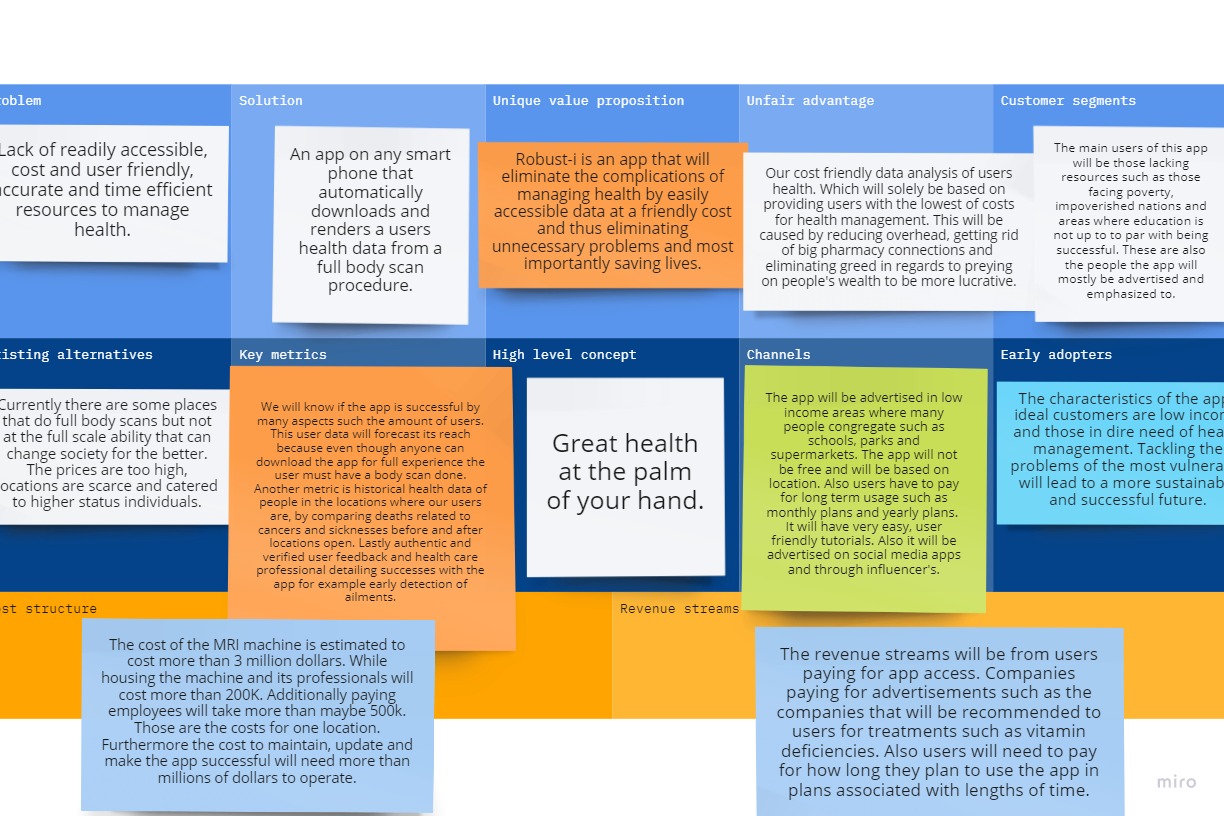 oblem
Lack of readily accessible,
cost and user friendly,
accurate and time efficient
resources to manage
health.
Solution
An app on any smart
phone that
automatically
downloads and
renders a users
health data from a
full body scan
procedure.
Unique value proposition
Robust-i is an app that will
eliminate the complications of
managing health by easily
accessible data at a friendly cost
and thus eliminating
unnecessary problems and most
importantly saving lives.
Unfair advantage
Our cost friendly data analysis of users
health. Which will solely be based on
providing users with the lowest of costs
for health management. This will be
caused by reducing overhead, getting rid
of big pharmacy connections and
eliminating greed in regards to preying
on people's wealth to be more lucrative.
Customer segments
The main users of this app
will be those lacking
resources such as those
facing poverty,
impoverished nations and
areas where education is
not up to to par with being
successful. These are also
the people the app will
mostly be advertised and
emphasized to.
isting alternatives
Currently there are some places
that do full body scans but not
at the full scale ability that can
change society for the better.
The prices are too high,
locations are scarce and catered
to higher status individuals.
Key metrics
We will know if the app is successful by
many aspects such the amount of users.
This user data will forecast its reach
because even though anyone can
download the app for full experience the
user must have a body scan done.
Another metric is historical health data of
people in the locations where our users
are, by comparing deaths related to
cancers and sicknesses before and after
locations open. Lastly authentic and
verified user feedback and health care
professional detailing successes with the
app for example early detection of
ailments.
High level concept
Great health
at the palm
of your hand.
Channels
The app will be advertised in low
income areas where many
people congregate such as
schools, parks and
supermarkets. The app will not
be free and will be based on
location. Also users have to pay
for long term usage such as
monthly plans and yearly plans.
It will have very easy, user
friendly tutorials. Also it will be
advertised on social media apps
and through influencer's.
Early adopters
The characteristics of the app
ideal customers are low incom
and those in dire need of heal
management. Tackling the
problems of the most vulnera
will lead to a more sustainab
and successful future.
st structure
The cost of the MRI machine is estimated to
cost more than 3 million dollars. While
housing the machine and its professionals will
cost more than 200K. Additionally paying
employees will take more than maybe 500k.
Those are the costs for one location.
Furthermore the cost to maintain, update and
make the app successful will need more than
millions of dollars to operate.
Revenue streams
The revenue streams will be from users
paying for app access. Companies
paying for advertisements such as the
companies that will be recommended to
users for treatments such as vitamin
deficiencies. Also users will need to pay
for how long they plan to use the app in
plans associated with lengths of time.
miro